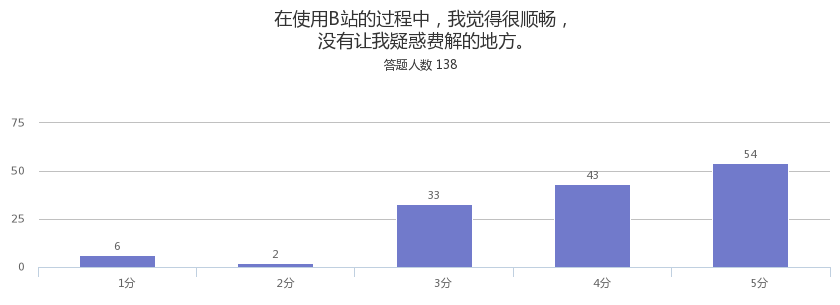 在使用B站的过程中，我觉得很顺畅，
没有让我疑惑费解的地方。
答题人数 138
75
50
25
0
6
2
33
43
54
1分
2分
3分
4分
5分